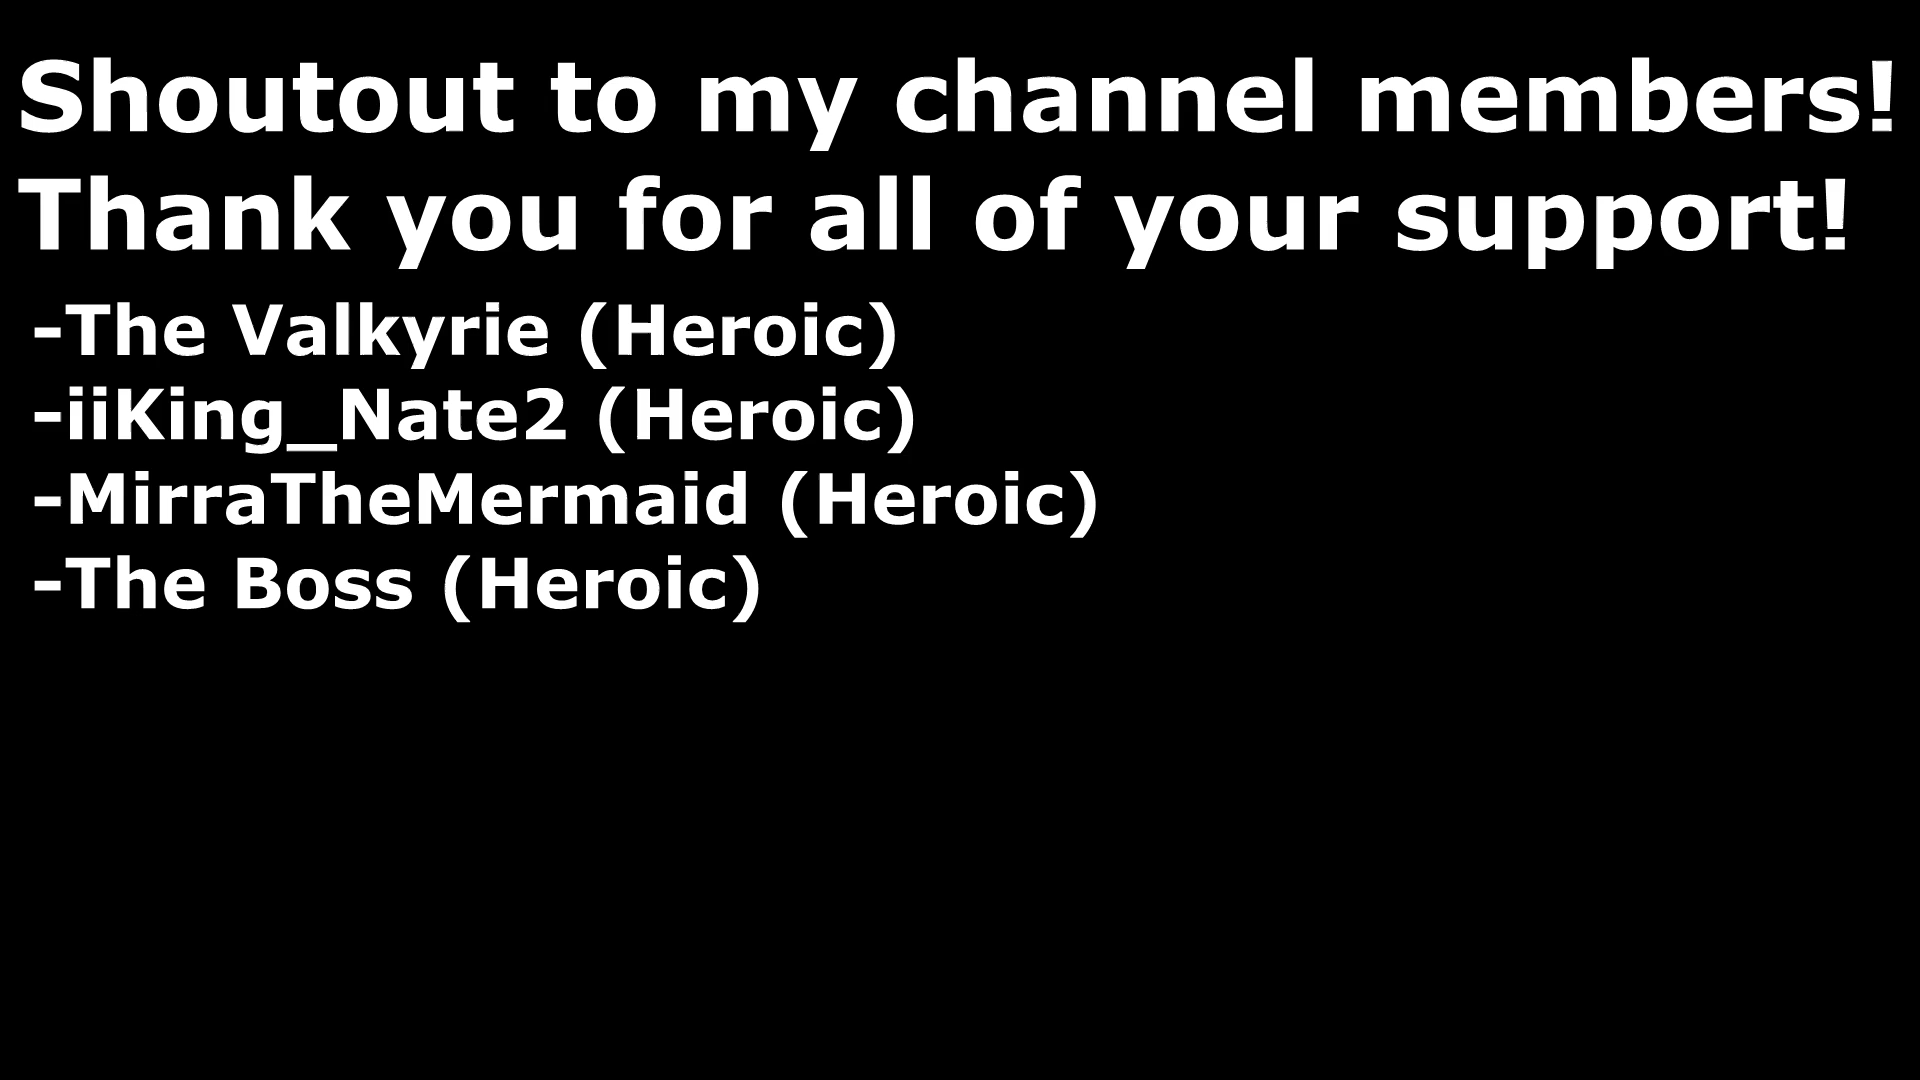 Shoutout to my channel members!
Thank you for all of your support!
-The Valkyrie (Heroic)
-iiKing_Nate2 (Heroic)
-MirraTheMermaid (Heroic)
-The Boss (Heroic)